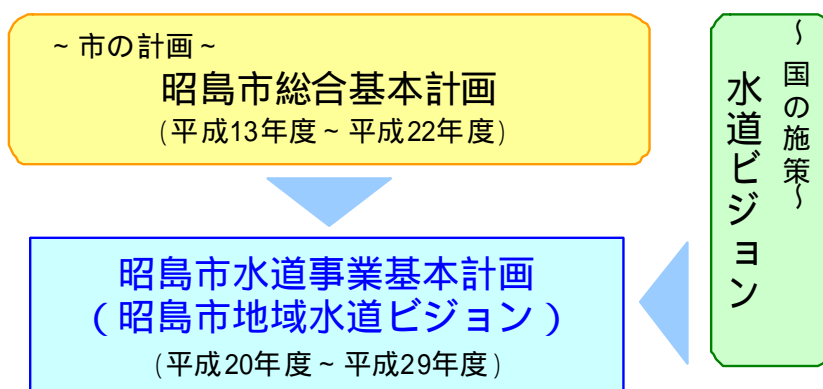 ~ 市の計画 ~
昭島市総合基本計画
(平成13年度 ~ 平成22年度)
～国の施策～
水道ビジョン
昭島市水道事業基本計画
( 昭島市地域水道ビジョン )
(平成20年度 ~ 平成29年度)